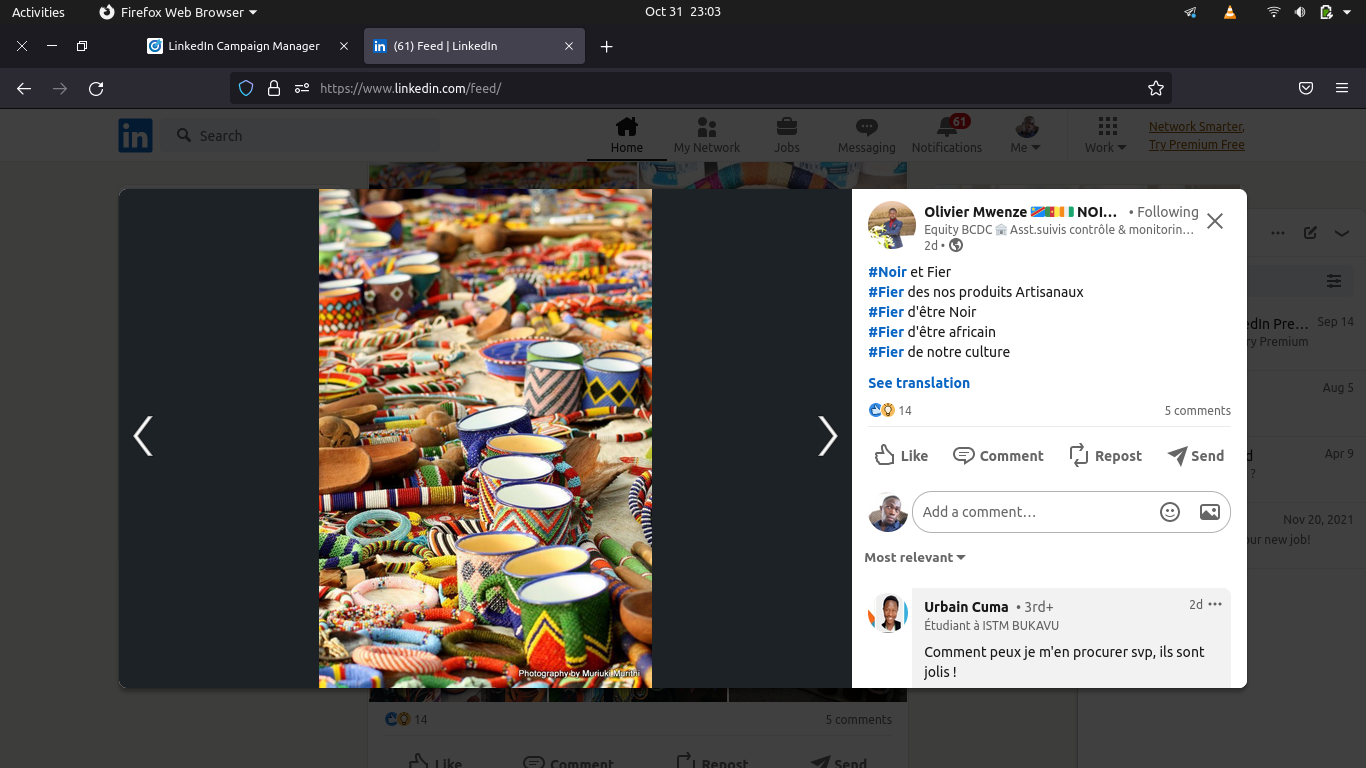 Activities
Firefox Web Browser
Oct 31 23:03
LinkedIn Campaign Manager
(61) Feed | LinkedIn
https://www.linkedin.com/feed/
in
Search
Home
My Network
Jobs
Messaging
61
Notifications
Me
Work
Network Smarter,
Try Premium Free
Olivier Mwenze 🇨🇩🇨🇲🇬🇳🇨🇮 NOI... • Following
Equity BCDC 🏦 Asst.suivis contrôle & monitorin...
2d •
#Noir et Fier
#Fier des nos produits Artisanaux
#Fier d'être Noir
#Fier d'être africain
#Fier de notre culture
See translation
14
5 comments
Like
Comment
Repost
Send
Add a comment...
Most relevant
Urbain Cuma • 3rd+
2d
Étudiant à ISTM BUKAVU
Comment peux je m'en procurer svp, ils sont
jolis !
Photography by Muriuki Murithi
edIn Pre...
Sep 14
ry Premium
Aug 5
d
Apr 9
?
Nov 20, 2021
our new job!
14
5 comments
Like
Comment
Repost
Send